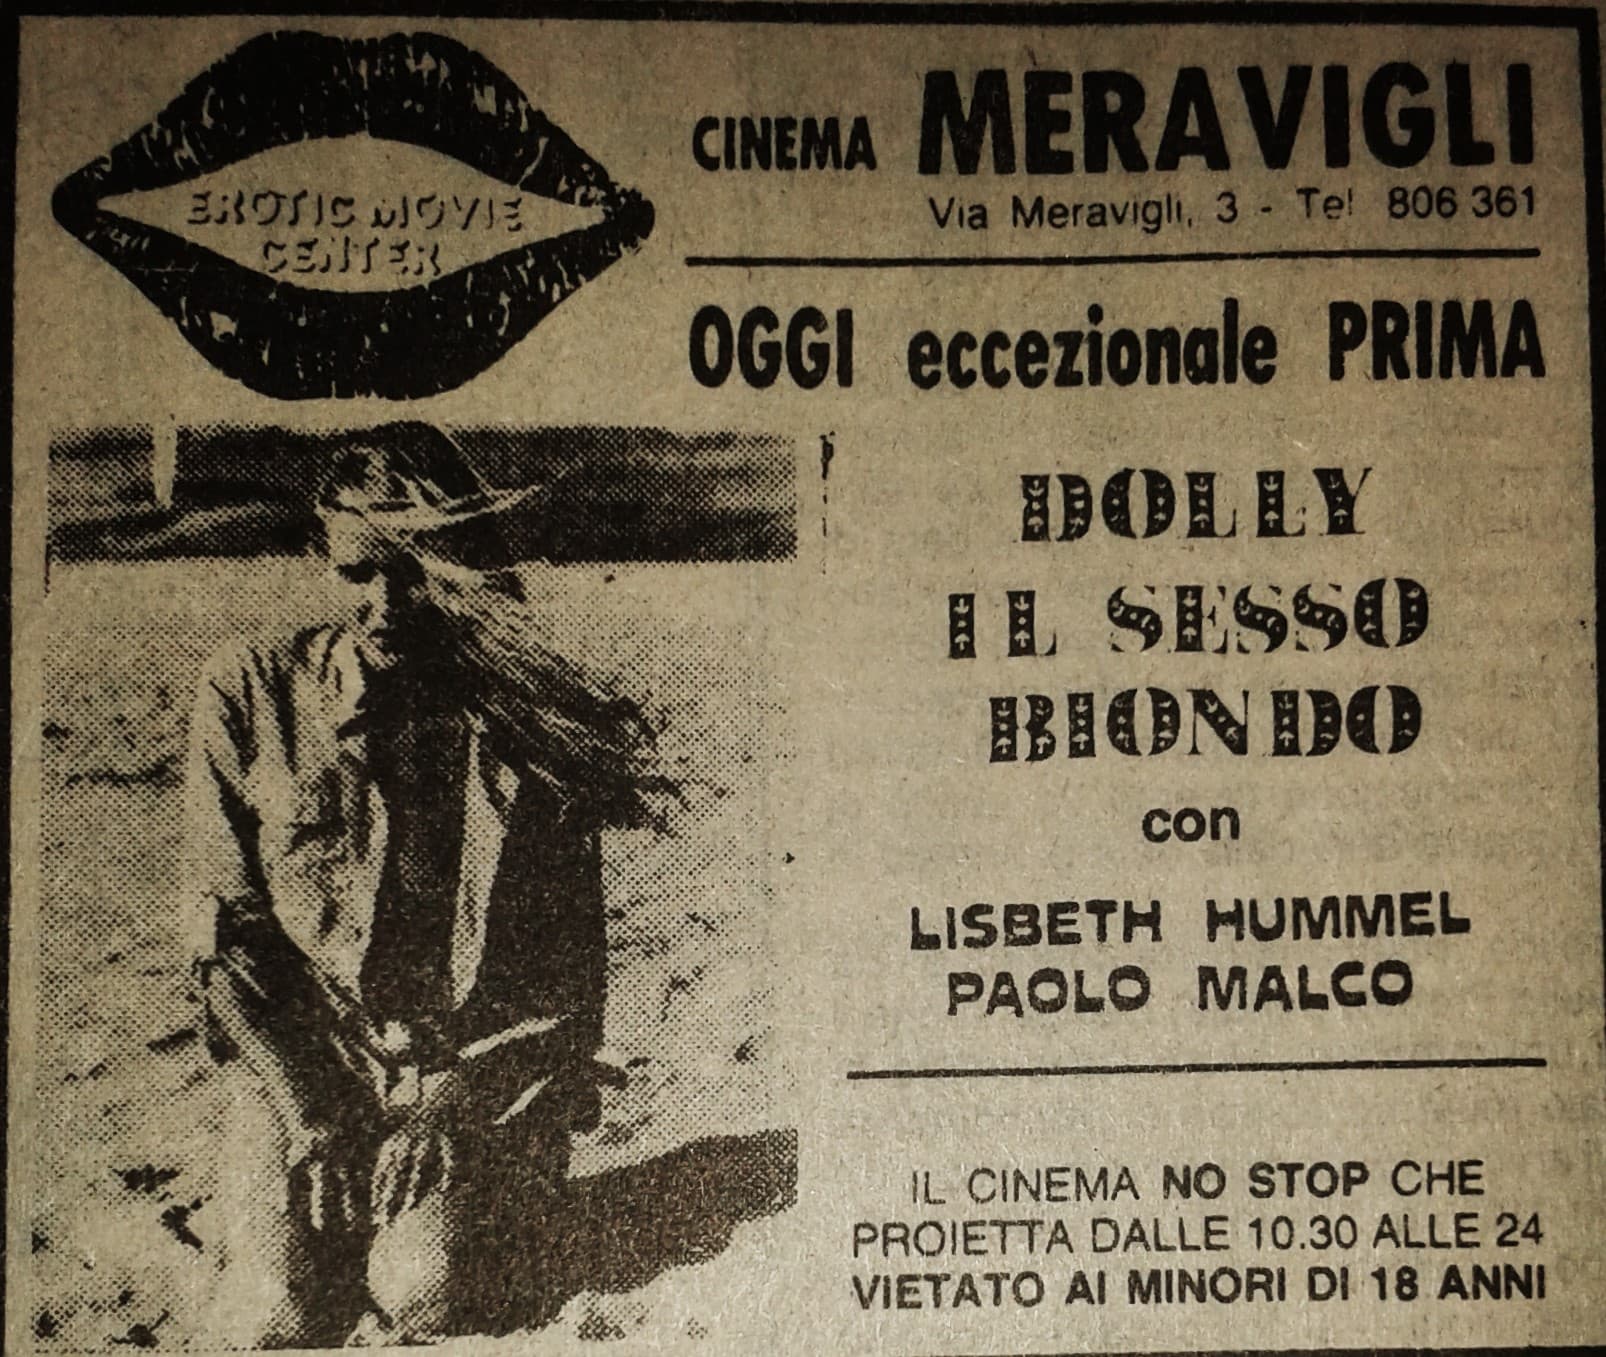 EROTIC MOVIE
CENTER
CINEMA MERAVIGLI
Via Meravigli, 3 - Tel 806 361
OGGI eccezionale PRIMA
DOLLY
IL SESSO
BIONDO
con
LISBETH HUMMEL
PAOLO MALCO
IL CINEMA NO STOP CHE
PROIETTA DALLE 10.30 ALLE 24
VIETATO AI MINORI DI 18 ANNI